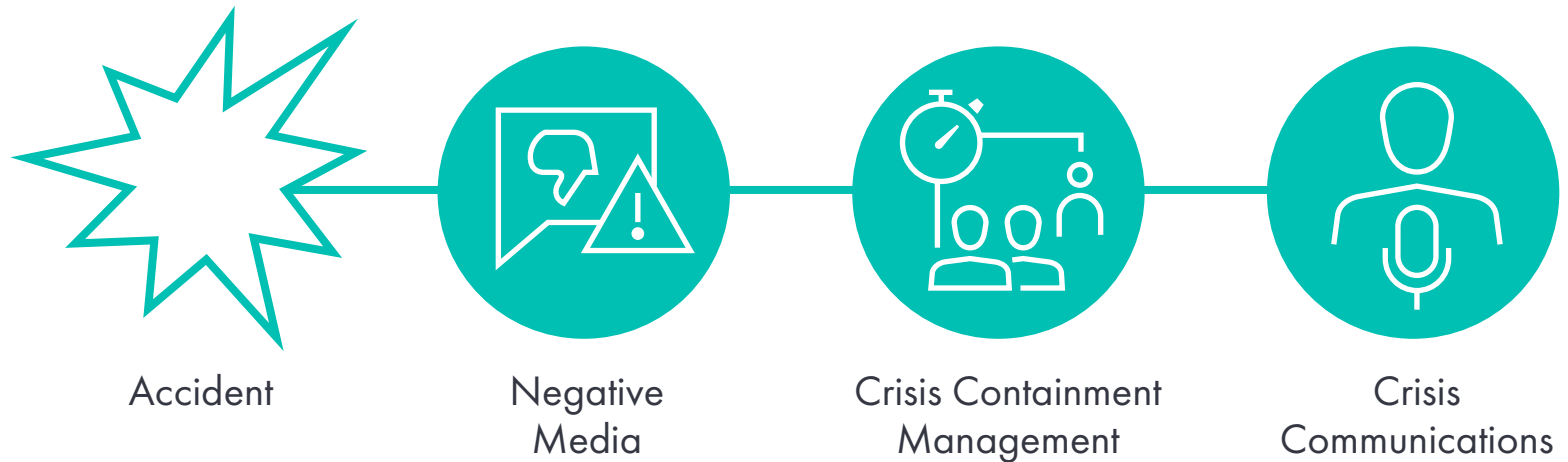 Accident
Negative
Media
Crisis Containment
Management
Crisis
Communications